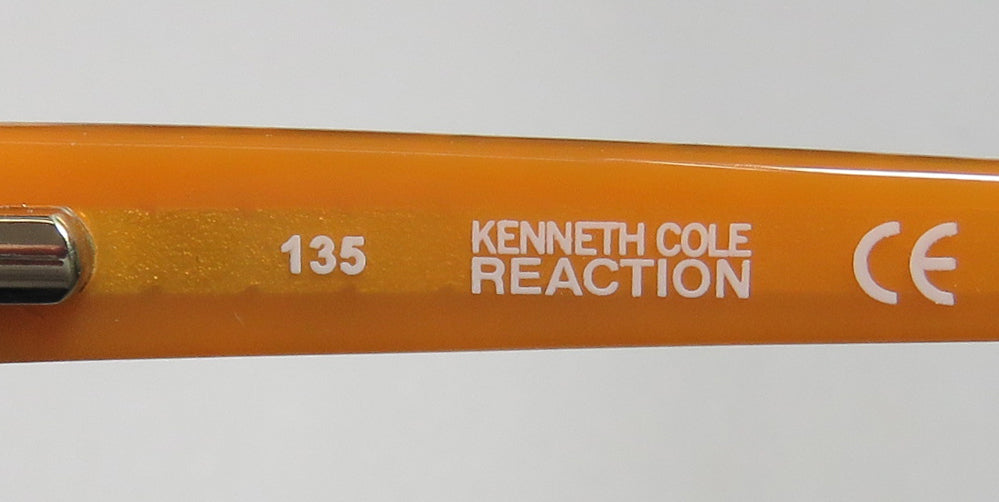 135
KENNETH COLE
REACTION
CE